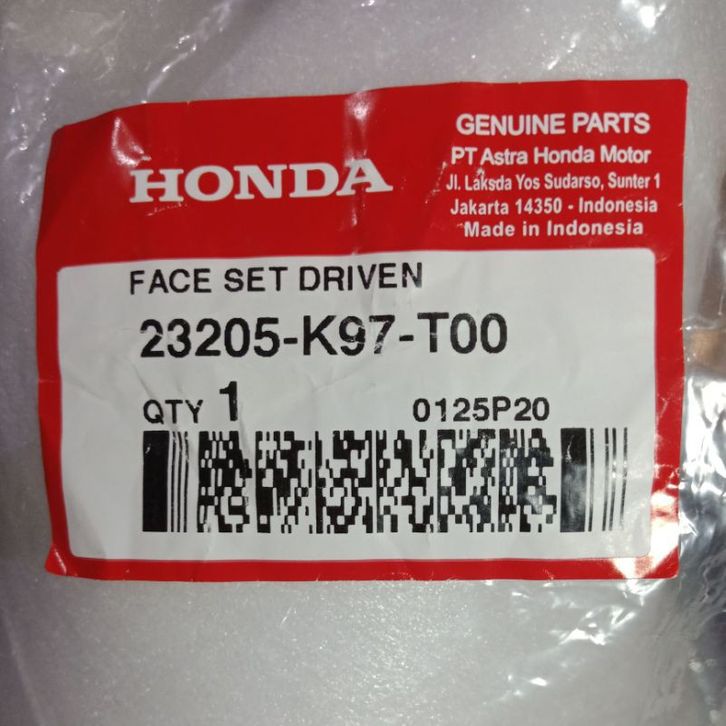 HONDA
GENUINE PARTS
PT Astra Honda Motor
Jl. Laksda Yos Sudarso, Sunter 1
Jakarta 14350 - Indonesia
Made in Indonesia
FACE SET DRIVEN
23205-K97-T00
QTY 1 0125P20